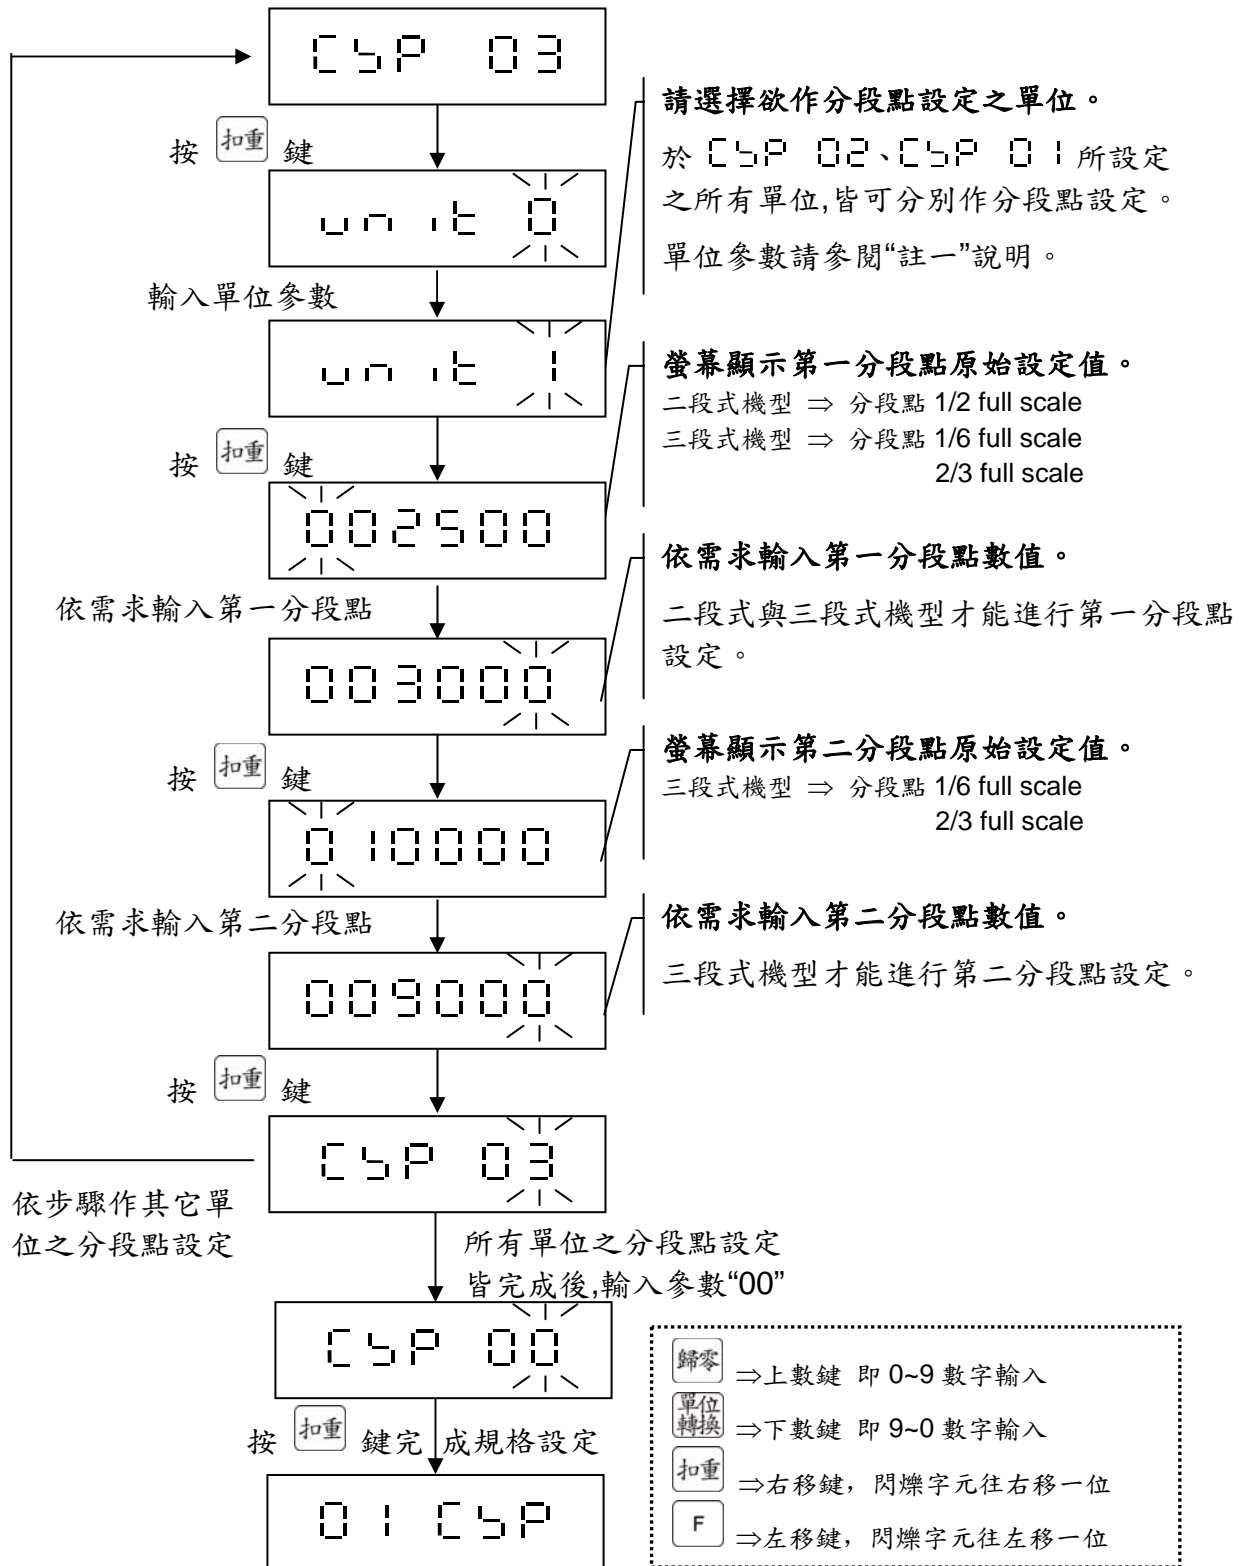 CSP 03
按 扣重 鍵
unit 0
輸入單位參數
unit 1
按 扣重 鍵
002500
依需求輸入第一分段點
003000
按 扣重 鍵
010000
依需求輸入第二分段點
009000
按 扣重 鍵
CSP 03
依步驟作其它單
位之分段點設定
所有單位之分段點設定
皆完成後,輸入參數“00”
CSP 00
按 扣重 鍵完成規格設定
01 CSP
請選擇欲作分段點設定之單位。
於 CSP 02、CSP 01 所設定
之所有單位,皆可分別作分段點設定。
單位參數請參閱“註一”說明。
螢幕顯示第一分段點原始設定值。
二段式機型 ⇒ 分段點 1/2 full scale
三段式機型 ⇒ 分段點 1/6 full scale
2/3 full scale
依需求輸入第一分段點數值。
二段式與三段式機型才能進行第一分段點
設定。
螢幕顯示第二分段點原始設定值。
三段式機型 ⇒ 分段點 1/6 full scale
2/3 full scale
依需求輸入第二分段點數值。
三段式機型才能進行第二分段點設定。
歸零 ⇒上數鍵 即 0~9 數字輸入
單位
轉換 ⇒下數鍵 即 9~0 數字輸入
扣重 ⇒右移鍵，閃爍字元往右移一位
F ⇒左移鍵，閃爍字元往左移一位